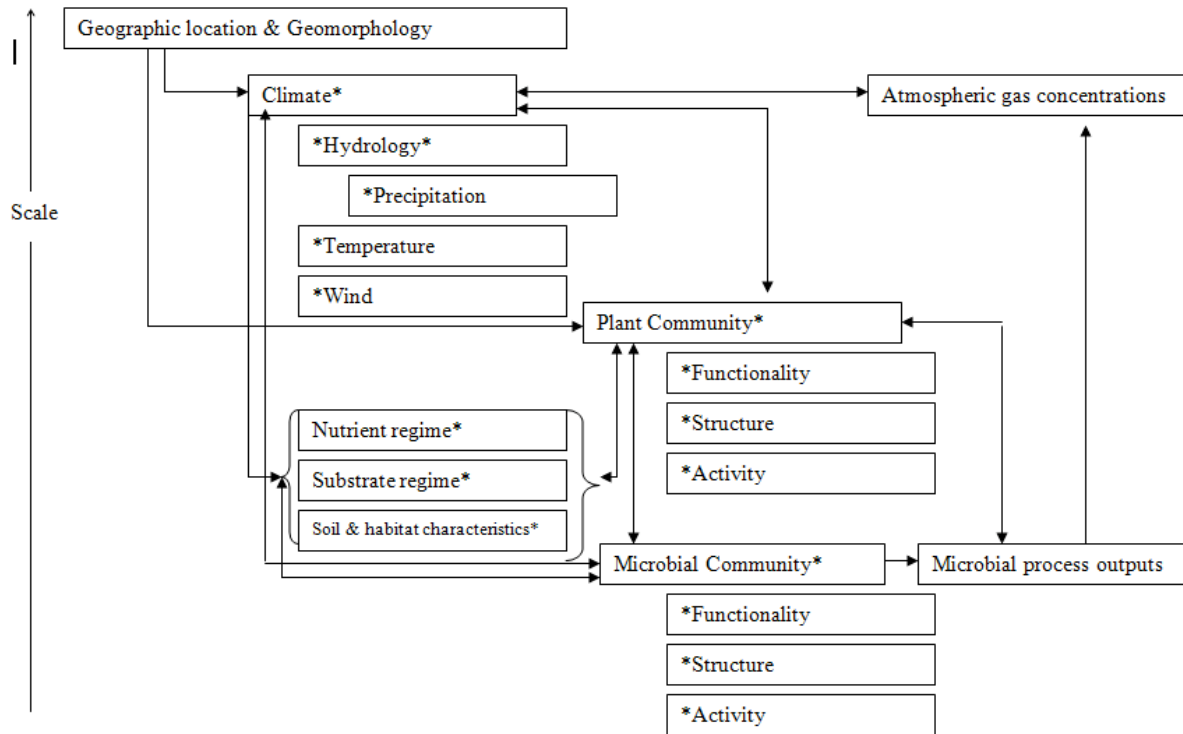 Geographic location & Geomorphology
Climate*
Atmospheric gas concentrations
*Hydrology*
*Precipitation
Scale
*Temperature
*Wind
Plant Community*
*Functionality
*Structure
*Activity
Nutrient regime*
Substrate regime*
Soil & habitat characteristics*
Microbial Community*
Microbial process outputs
*Functionality
*Structure
*Activity